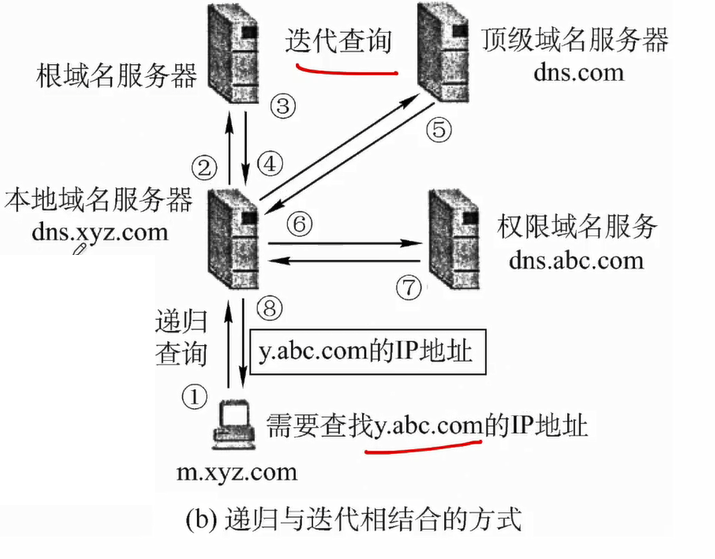 迭代查询
顶级域名服务器
dns.com
根域名服务器
③
⑤
②
④
本地域名服务器
dns.xyz.com
⑥
权限域名服务
dns.abc.com
⑦
⑧
递归
查询
y.abc.com的IP地址
①
需要查找y.abc.com的IP地址
m.xyz.com
(b) 递归与迭代相结合的方式